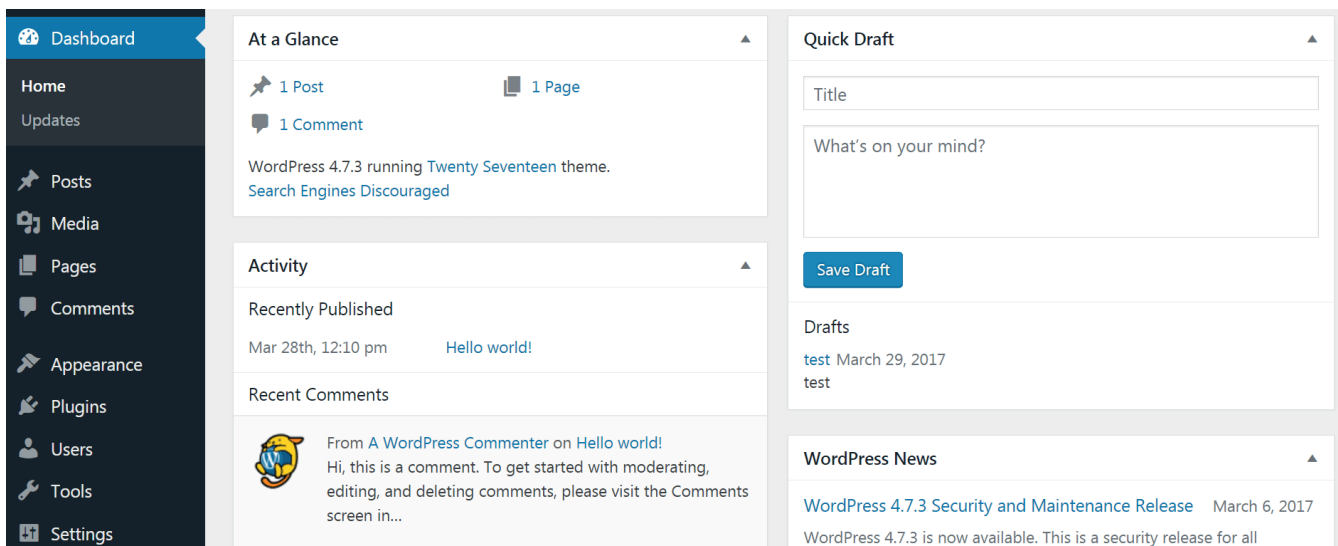 Dashboard
Home
Updates
Posts
Media
Pages
Comments
Appearance
Plugins
Users
Tools
Settings
At a Glance
1 Post
1 Page
1 Comment
WordPress 4.7.3 running Twenty Seventeen theme.
Search Engines Discouraged
Activity
Recently Published
Mar 28th, 12:10 pm Hello world!
Recent Comments
From A WordPress Commenter on Hello world!
Hi, this is a comment. To get started with moderating,
editing, and deleting comments, please visit the Comments
screen in...
Quick Draft
Title
What's on your mind?
Save Draft
Drafts
test March 29, 2017
test
WordPress News
WordPress 4.7.3 Security and Maintenance Release March 6, 2017
WordPress 4.7.3 is now available. This is a security release for all